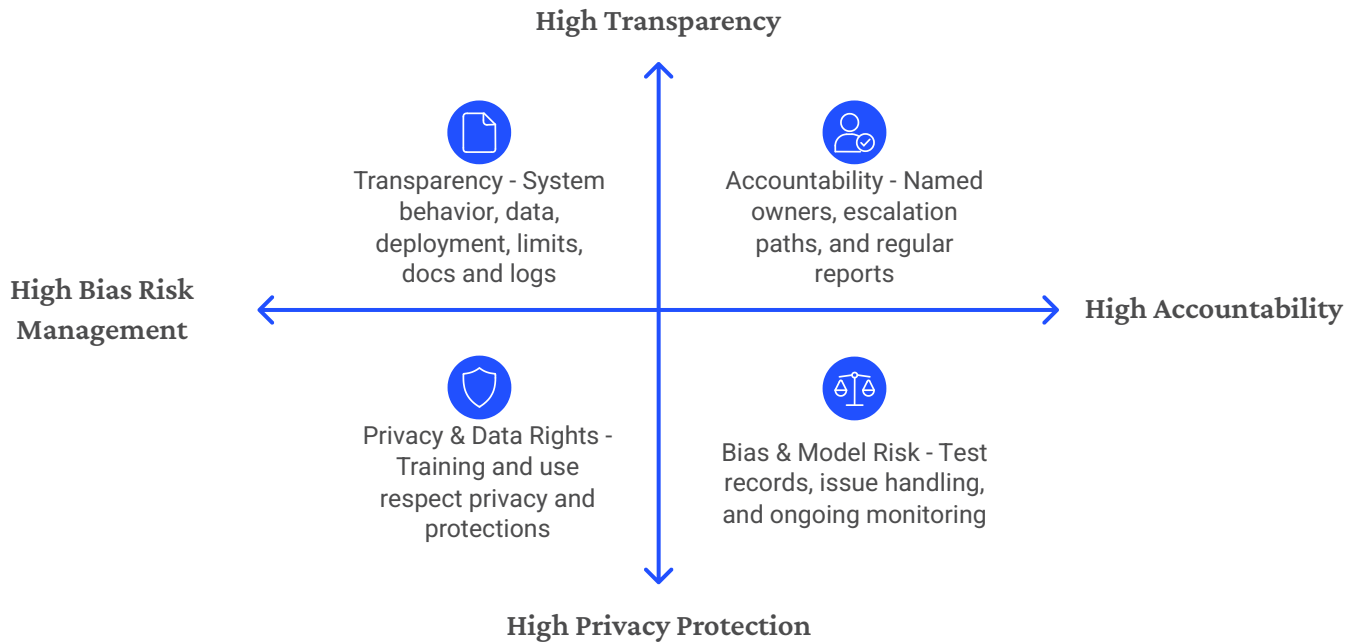 High Transparency
Transparency - System
behavior, data,
deployment, limits,
docs and logs
Accountability - Named
owners, escalation
paths, and regular
reports
High Bias Risk
Management
High Accountability
Privacy & Data Rights -
Training and use
respect privacy and
protections
Bias & Model Risk - Test
records, issue handling,
and ongoing monitoring
High Privacy Protection